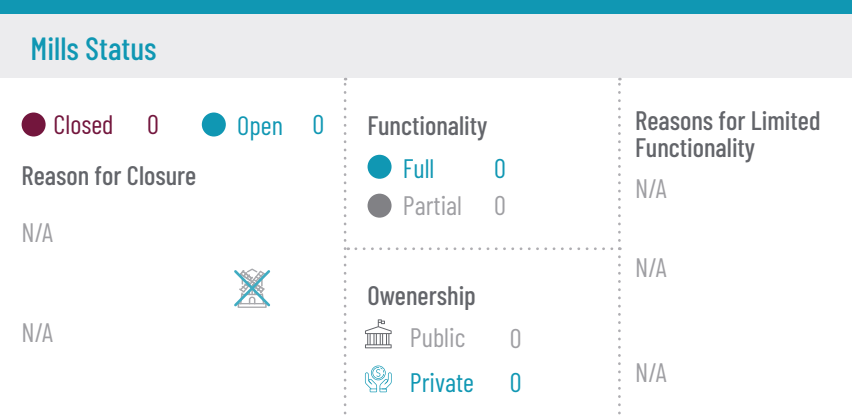 Mills Status
Closed 0 Open 0
Reason for Closure
N/A
N/A
Functionality
Full 0
Partial 0
Owenership
Public 0
Private 0
Reasons for Limited
Functionality
N/A
N/A
N/A